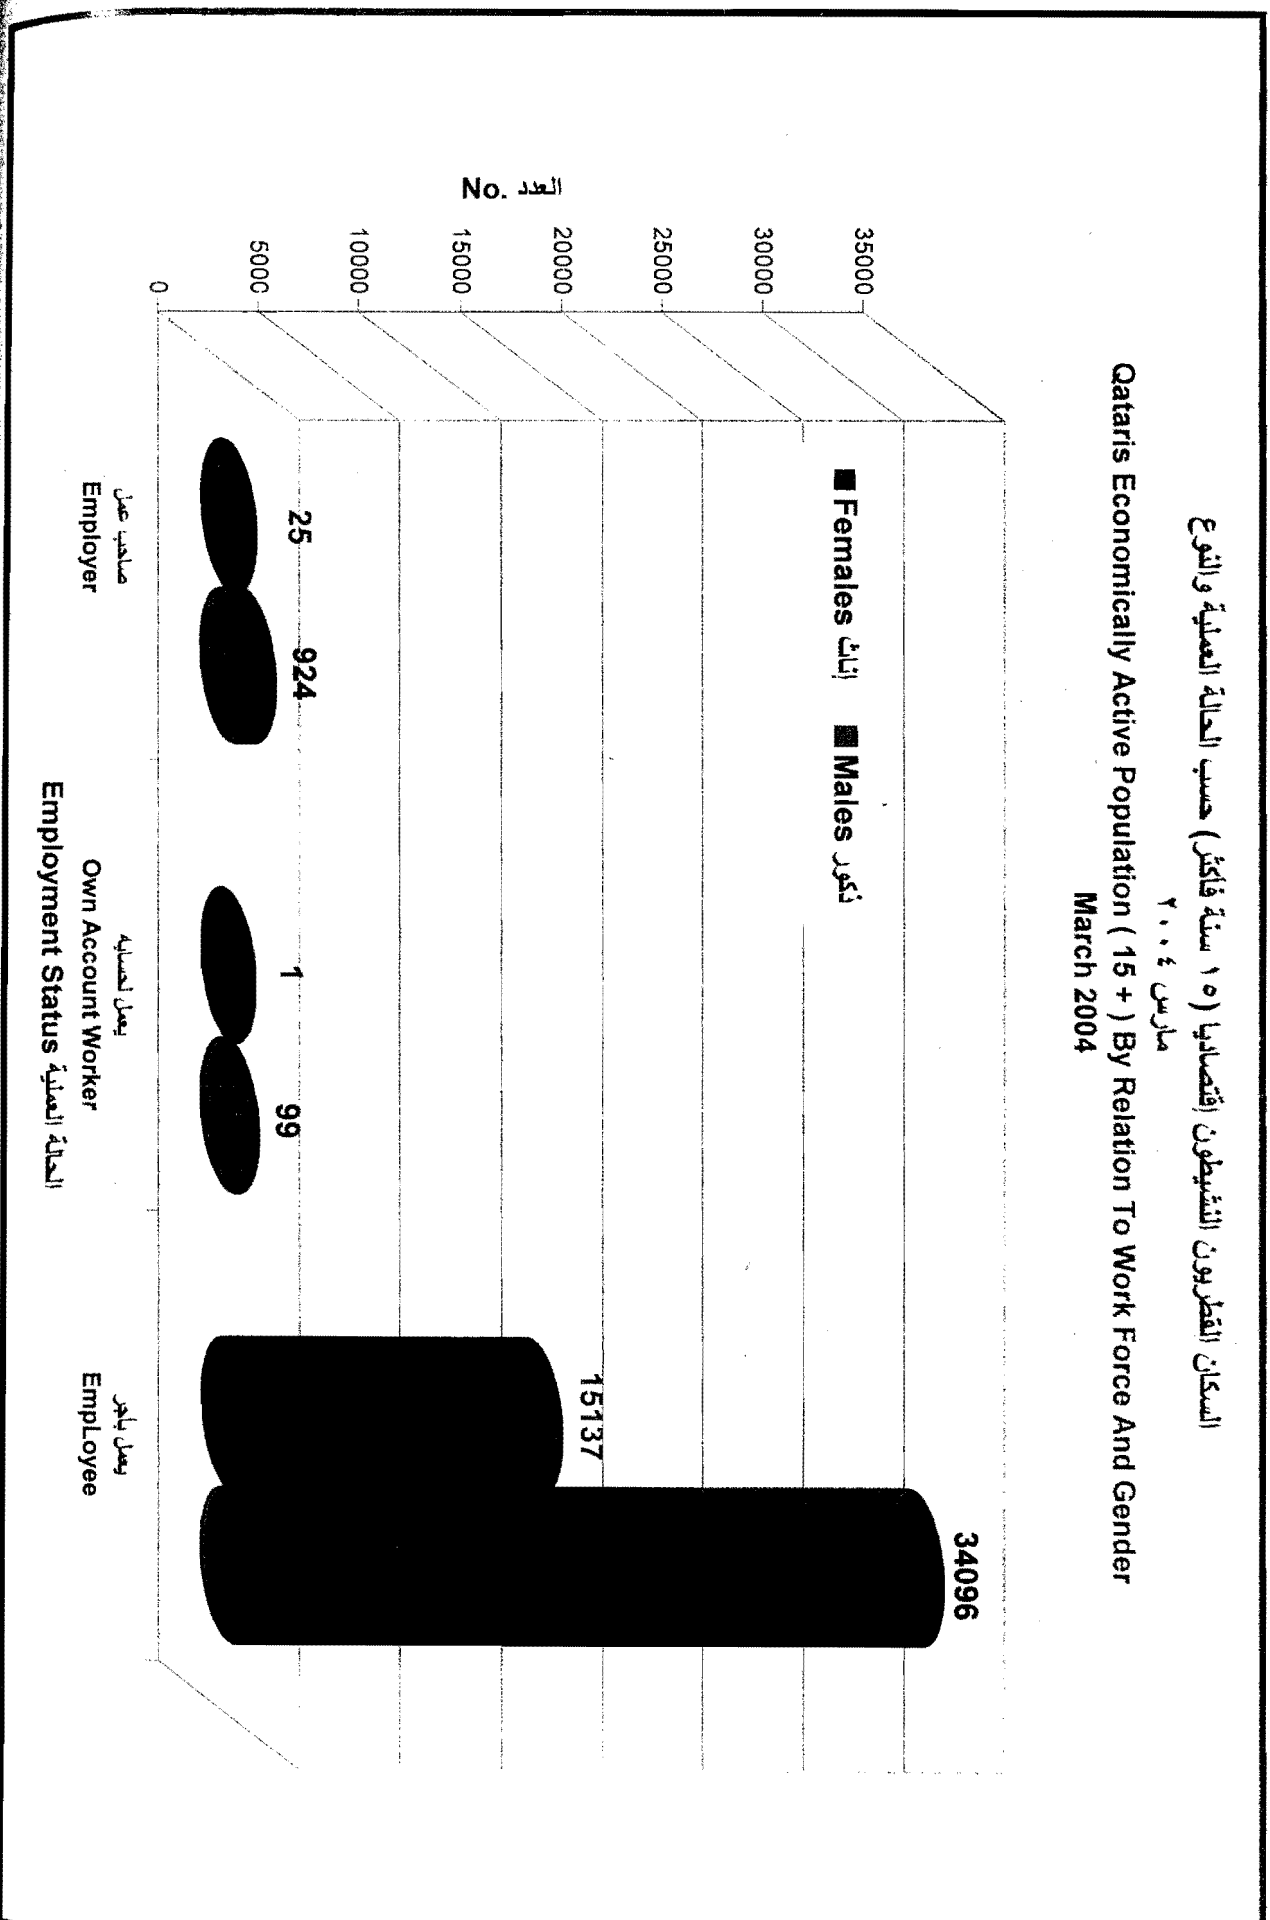 السكان القطريون النشيطون إقتصاديا (١٥ سنة فأكثر) حسب الحالة العملية والنوع
مارس ٢٠٠٤
Qataris Economically Active Population ( 15 + ) By Relation To Work Force And Gender
March 2004
العدد No.
35000
30000
25000
20000
15000
10000
5000
0
Females إناث
Males ذكور
25
924
1
99
15137
34096
صاحب عمل
Employer
يعمل لحسابه
Own Account Worker
يعمل بأجر
EmpLoyee
Employment Status الحالة العملية